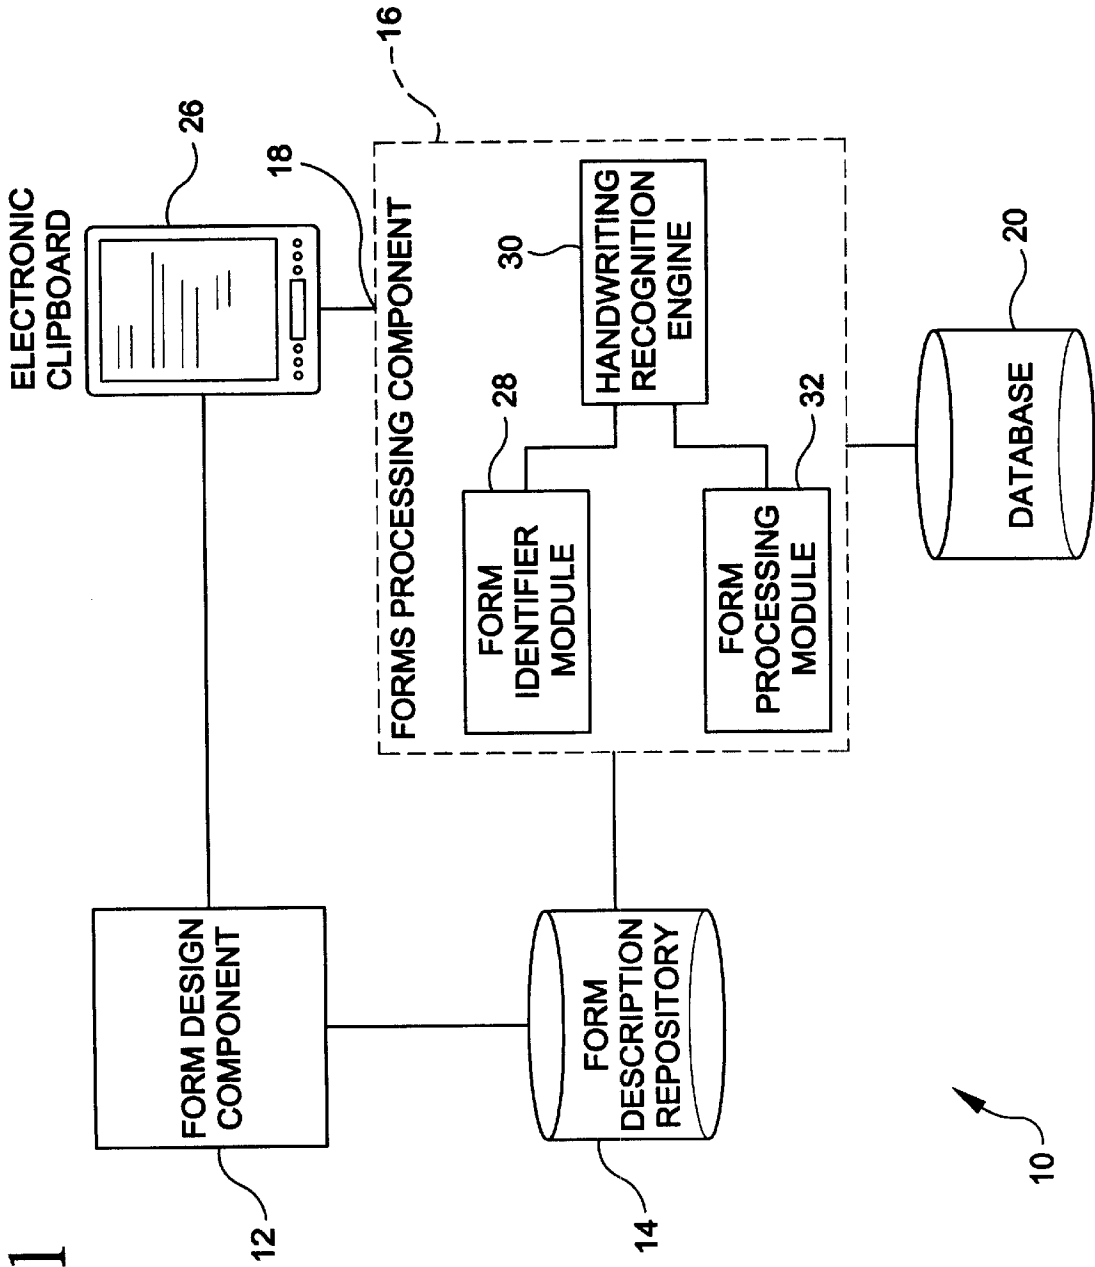 1
12
FORM DESIGN
COMPONENT
ELECTRONIC
CLIPBOARD
26
18
16
FORMS PROCESSING COMPONENT
FORM
IDENTIFIER
MODULE
28
30
HANDWRITING
RECOGNITION
ENGINE
FORM
PROCESSING
MODULE
32
14
FORM
DESCRIPTION
REPOSITORY
DATABASE
20
10